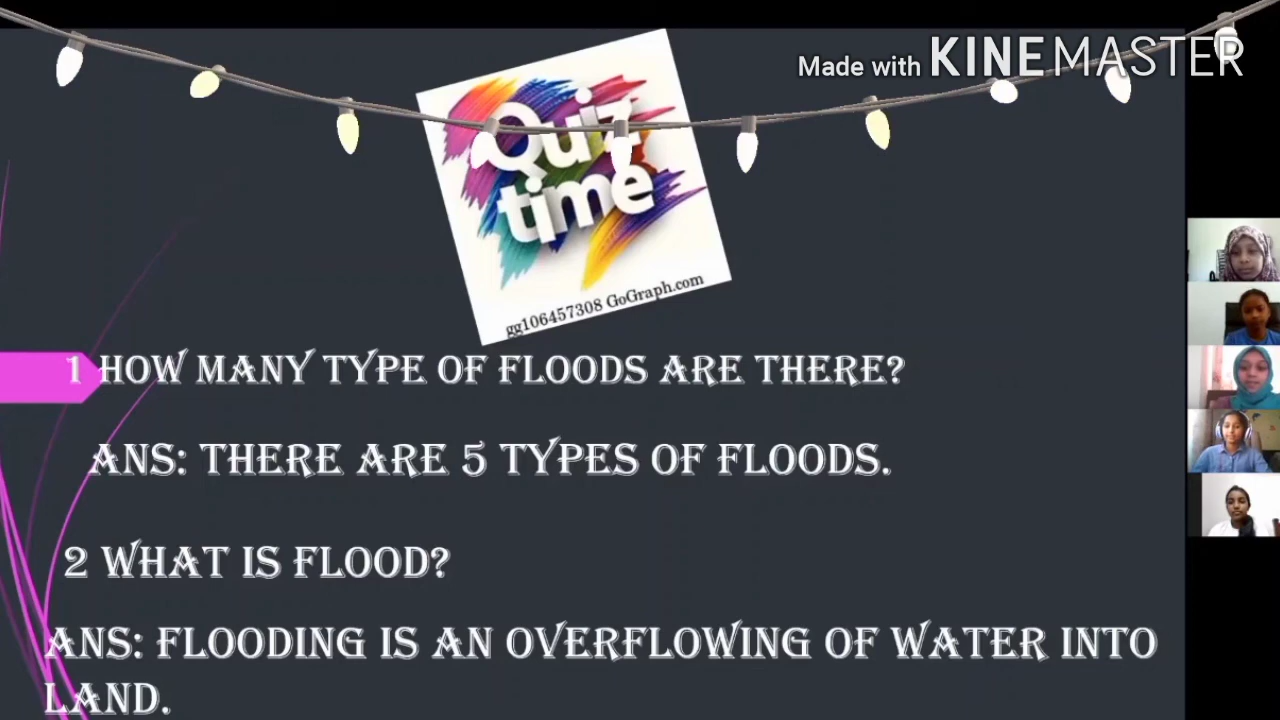 Made with KINEMASTER
Quiz
time
gg106457308 GoGraph.com
1 HOW MANY TYPE OF FLOODS ARE THERE?
ANS: THERE ARE 5 TYPES OF FLOODS.
2 WHAT IS FLOOD?
ANS: FLOODING IS AN OVERFLOWING OF WATER INTO
LAND.